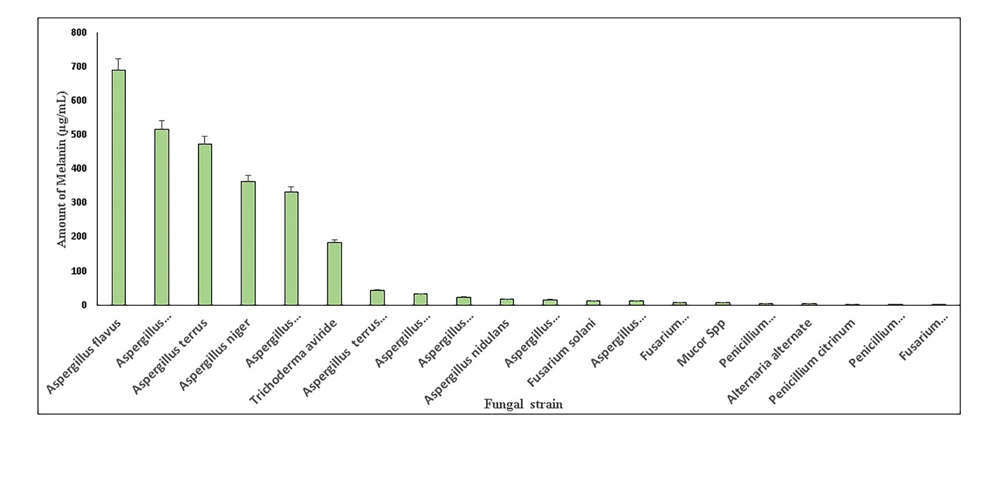 800
700
600
500
400
300
200
100
0
Amount of Melanin (µg/mL)
Aspergillus flavus
Aspergillus...
Aspergillus terrus
Aspergillus niger
Aspergillus...
Trichoderma aviride
Aspergillus terrus...
Aspergillus...
Aspergillus...
Aspergillus nidulans
Aspergillus...
Fusarium solani
Aspergillus...
Fusarium...
Mucor Spp
Penicillium...
Alternaria alternate
Penicillium citrinum
Penicillium...
Fusarium...
Fungal strain